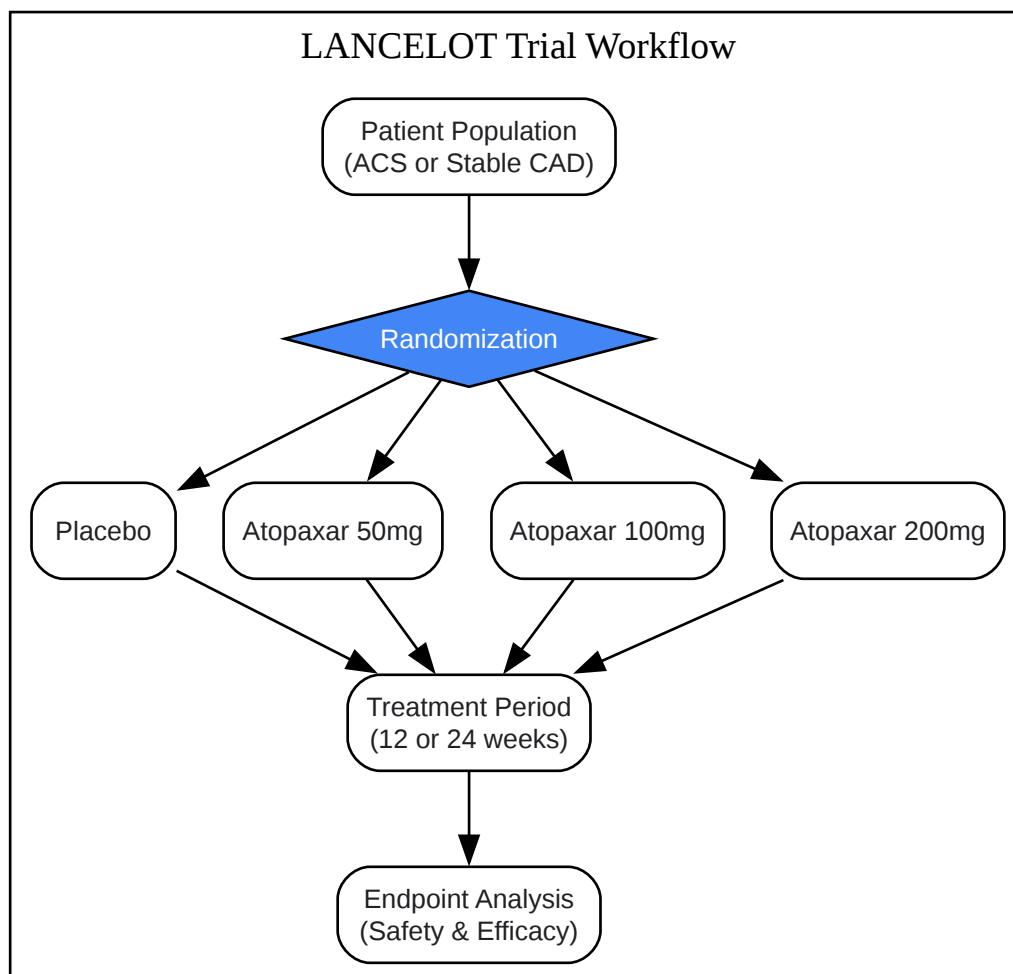 LANCELOT Trial Workflow
Patient Population
(ACS or Stable CAD)
Randomization
Placebo
Atopaxar 50mg
Atopaxar 100mg
Atopaxar 200mg
Treatment Period
(12 or 24 weeks)
Endpoint Analysis
(Safety & Efficacy)